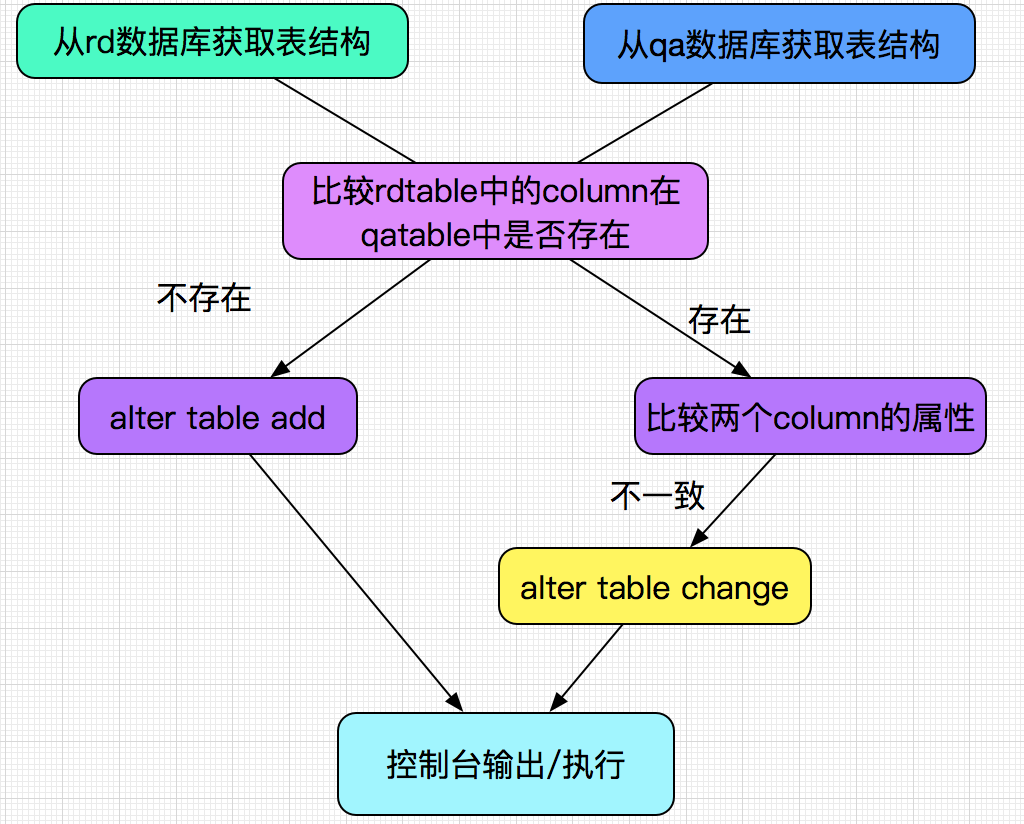 从rd数据库获取表结构
从qa数据库获取表结构
比较rdtable中的column在
qatable中是否存在
不存在
存在
alter table add
比较两个column的属性
不一致
alter table change
控制台输出/执行